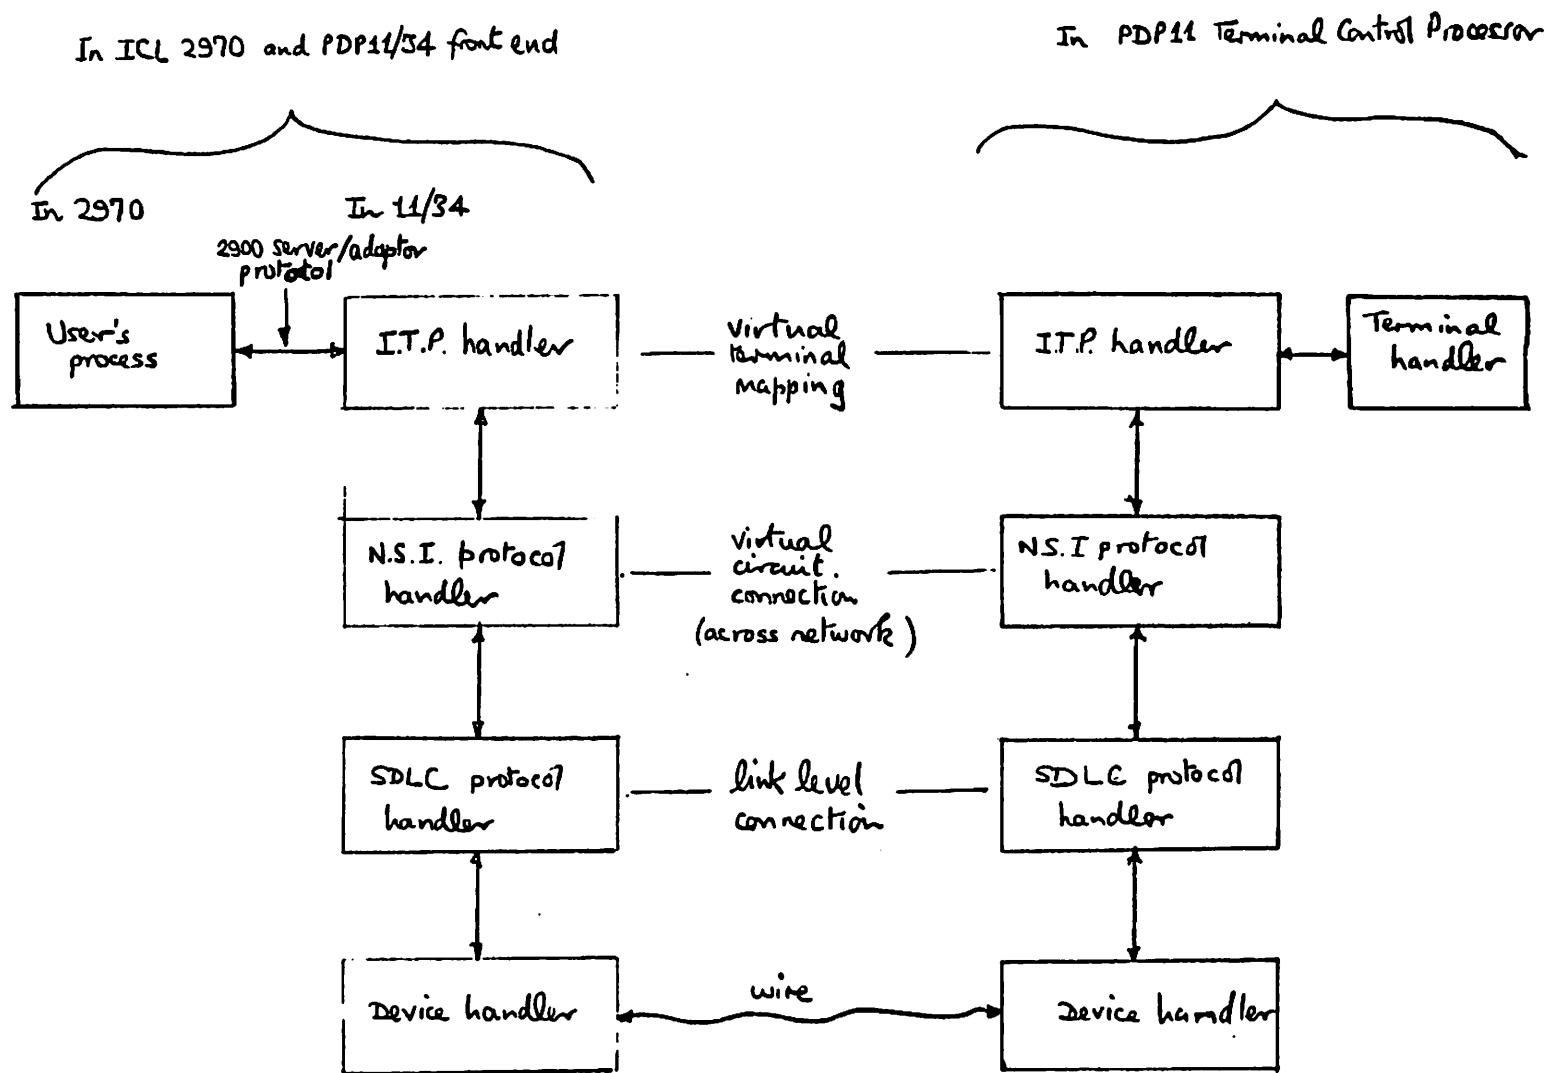 In ICL 2970 and PDP11/34 front end
In PDP11 Terminal Control Processor
In 2970
In 11/34
2900 server/adaptor
protocol
User's
process
I.T.P. handler
virtual
terminal
mapping
I.T.P. handler
Terminal
handler
N.S.I. protocol
handler
virtual
circuit.
connection
(across network)
N.S.I protocol
handler
SDLC protocol
handler
link level
connection
SDLC protocol
handler
Device handler
wire
Device handler